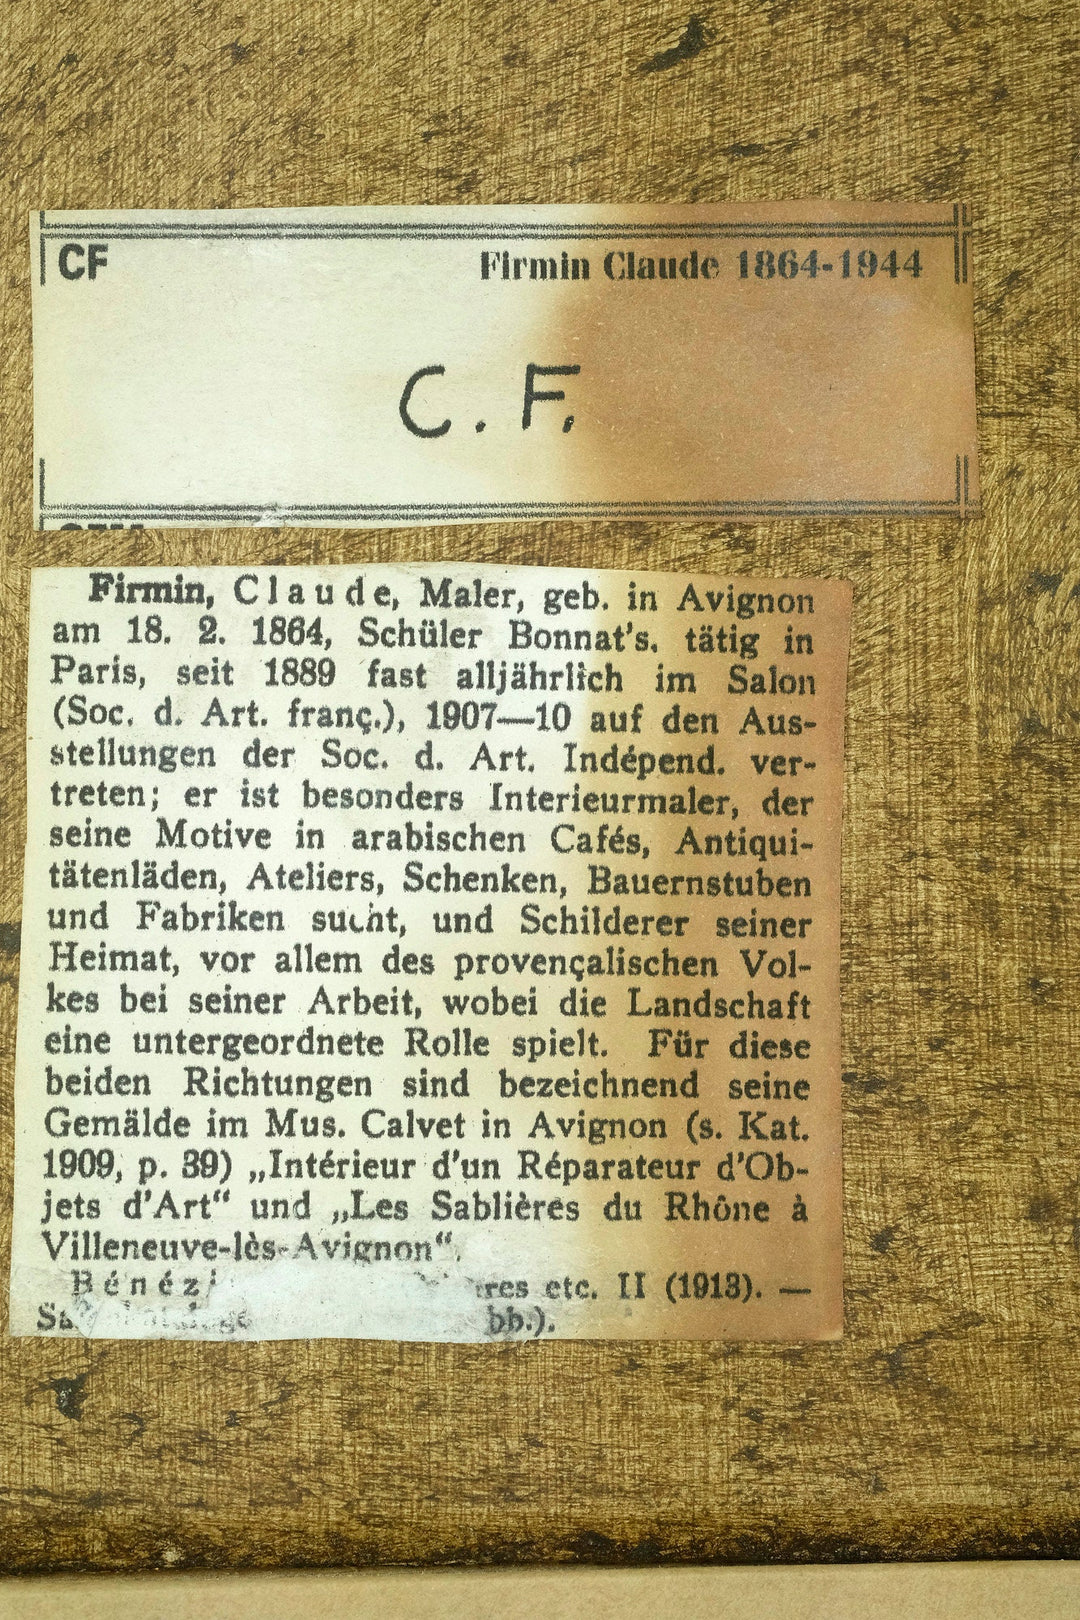 CF
Firmin Claude 1864-1944
C. F.
Firmin, Claude, Maler, geb. in Avignon
am 18. 2. 1864, Schüler Bonnat's, tätig in
Paris, seit 1889 fast alljährlich im Salon
(Soc. d. Art. franç.), 1907—10 auf den Aus-
stellungen der Soc. d. Art. Indépend. ver-
treten; er ist besonders Interieurmaler, der
seine Motive in arabischen Cafés, Antiqui-
tätenläden, Ateliers, Schenken, Bauernstuben
und Fabriken sucht, und Schilderer seiner
Heimat, vor allem des provençalischen Vol-
kes bei seiner Arbeit, wobei die Landschaft
eine untergeordnete Rolle spielt. Für diese
beiden Richtungen sind bezeichnend seine
Gemälde im Mus. Calvet in Avignon (s. Kat.
1909, p. 39) „Intérieur d'un Réparateur d'Ob-
jets d'Art“ und „Les Sablières du Rhône à
Villeneuve-lès-Avignon“.
etc. II (1913). —